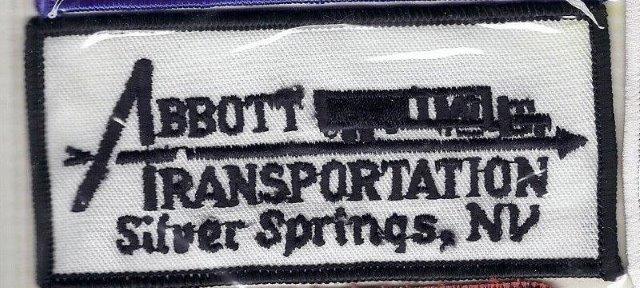 ABBOTT
TRANSPORTATION
Silver Springs, NV